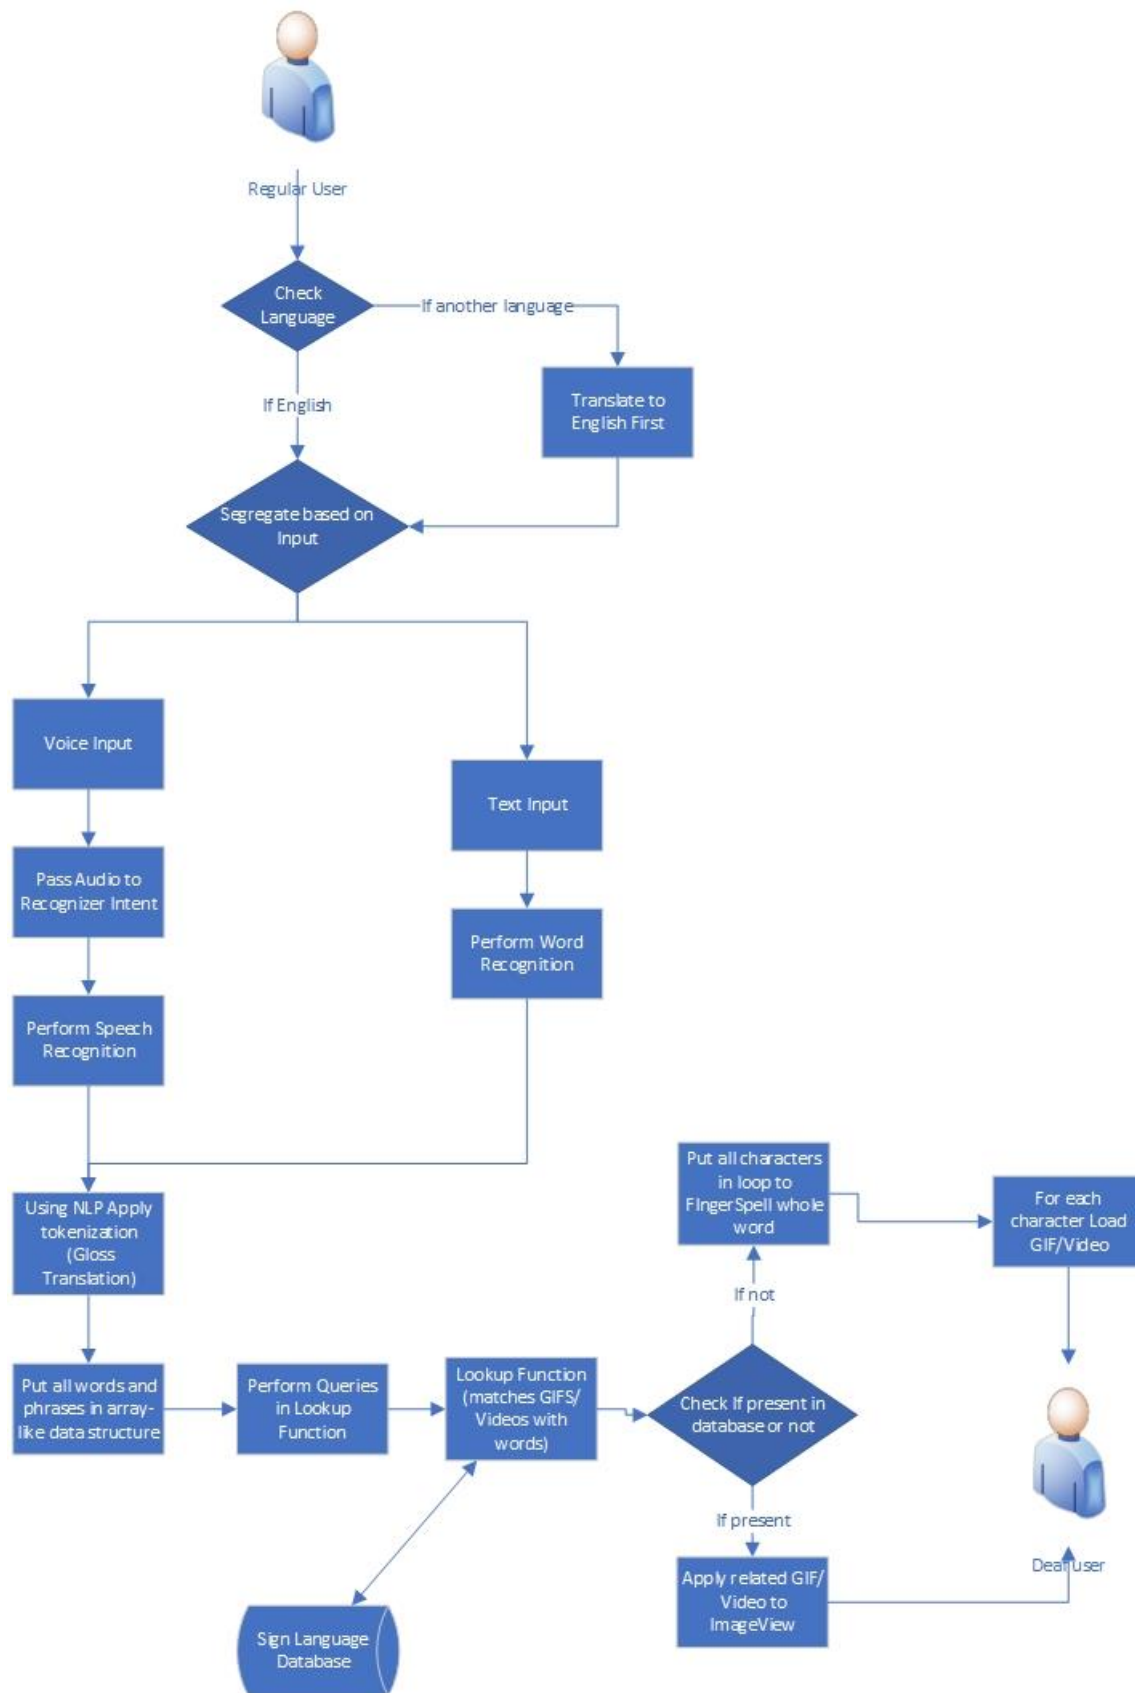 Regular User
Check
Language
If another language
If English
Translate to
English First
Segregate based on
Input
Voice Input
Text Input
Pass Audio to
Recognizer Intent
Perform Word
Recognition
Perform Speech
Recognition
Using NLP Apply
tokenization
(Gloss
Translation)
Put all characters
in loop to
FIngerSpell whole
word
For each
character Load
GIF/Video
If not
Put all words and
phrases in array-
like data structure
Perform Queries
in Lookup
Function
Lookup Function
(matches GIFS/
Videos with
words)
Check If present in
database or not
If present
Deaf user
Apply related GIF/
Video to
ImageView
Sign Language
Database